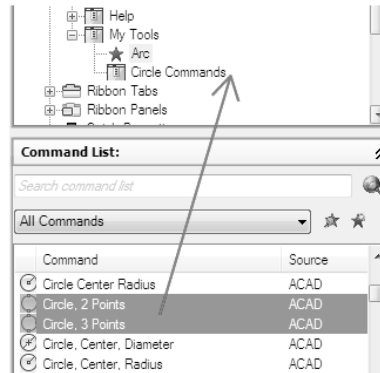 Help
My Tools
Arc
Circle Commands
Ribbon Tabs
Ribbon Panels
Command List:
Search command list
All Commands
Command Source
Circle Center Radius ACAD
Circle, 2 Points ACAD
Circle, 3 Points ACAD
Circle, Center, Diameter ACAD
Circle, Center, Radius ACAD